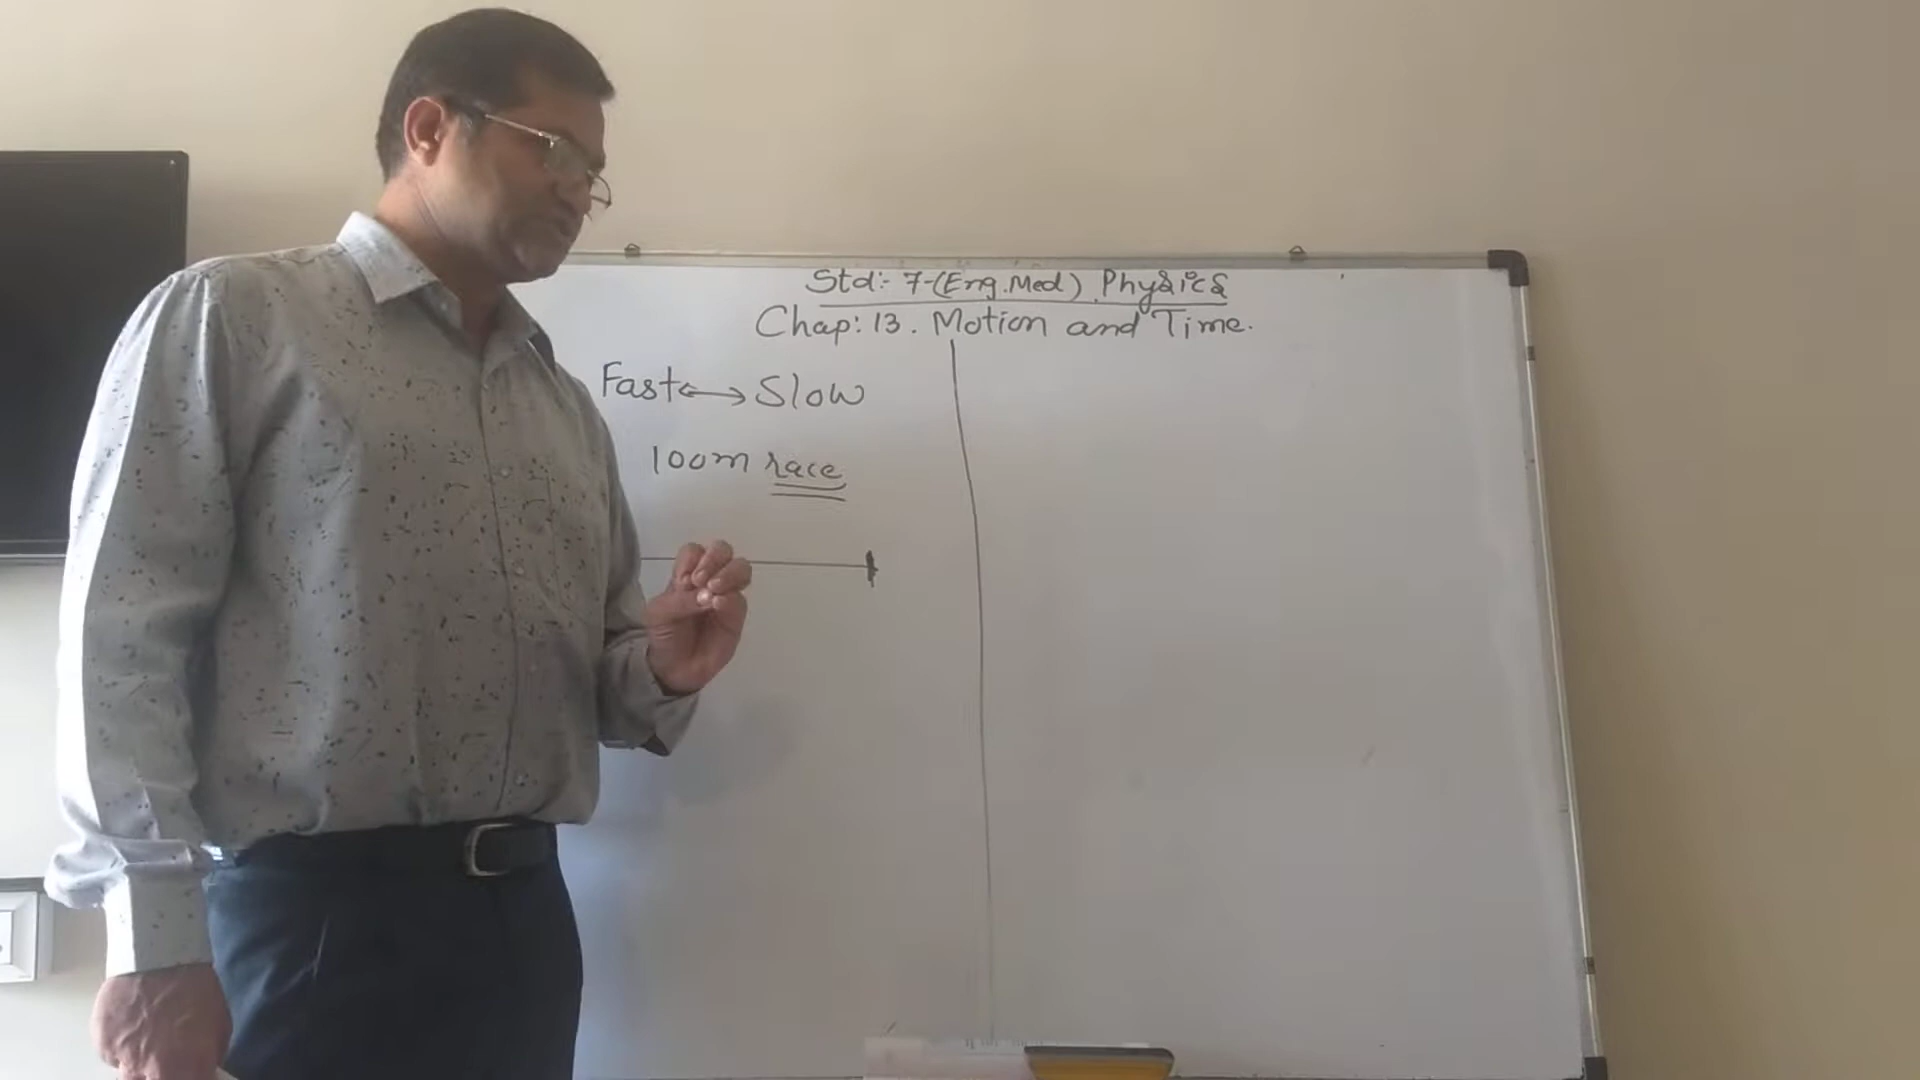 Std:- 7-(Eng.Med) Physics
Chap: 13. Motion and Time.
Fast↔Slow
100m race